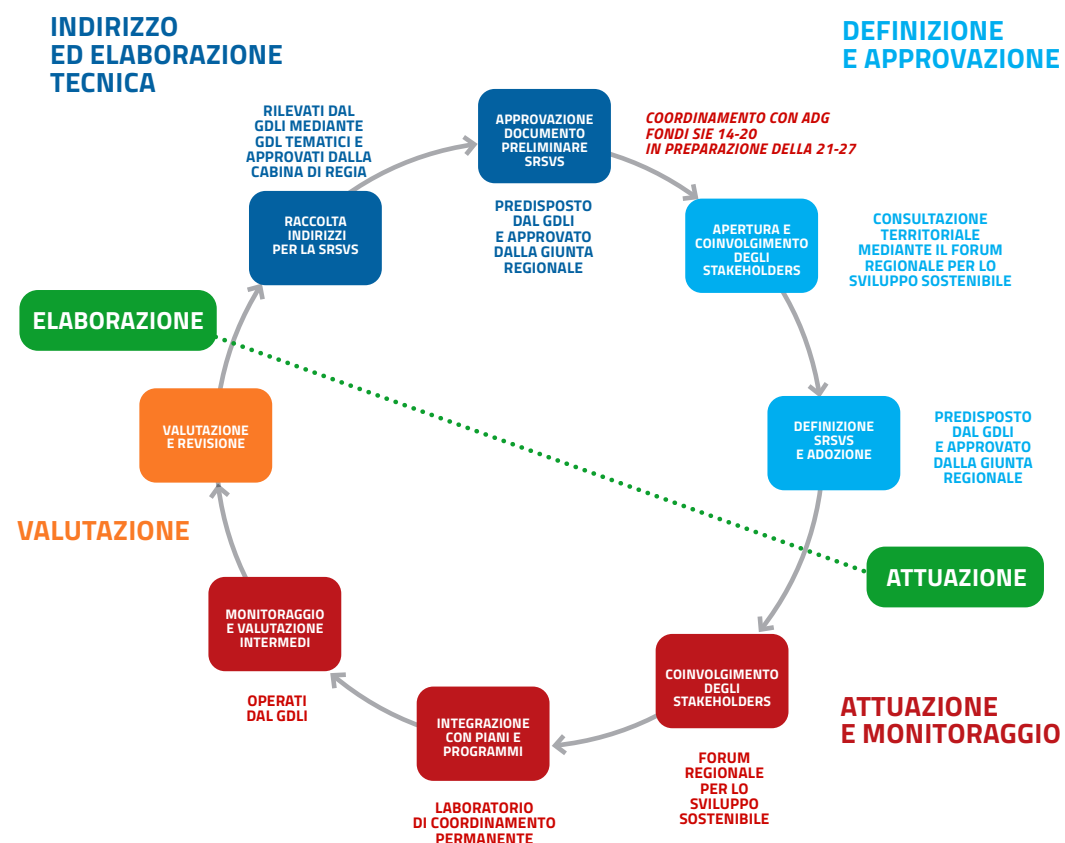 INDIRIZZO
ED ELABORAZIONE
TECNICA
DEFINIZIONE
E APPROVAZIONE
RILEVATI DAL
GDLI MEDIANTE
GDL TEMATICI E
APPROVATI DALLA
CABINA DI REGIA
APPROVAZIONE
DOCUMENTO
PRELIMINARE
SRSVS
COORDINAMENTO CON ADG
FONDI SIE 14-20
IN PREPARAZIONE DELLA 21-27
RACCOLTA
INDIRIZZI
PER LA SRSVS
PREDISPOSTO
DAL GDLI
E APPROVATO
DALLA GIUNTA
REGIONALE
APERTURA E
COINVOLGIMENTO
DEGLI
STAKEHOLDERS
CONSULTAZIONE
TERRITORIALE
MEDIANTE IL FORUM
REGIONALE PER LO
SVILUPPO SOSTENIBILE
ELABORAZIONE
VALUTAZIONE
E REVISIONE
DEFINIZIONE
SRSVS
E ADOZIONE
PREDISPOSTO
DAL GDLI
E APPROVATO
DALLA GIUNTA
REGIONALE
VALUTAZIONE
ATTUAZIONE
MONITORAGGIO
E VALUTAZIONE
INTERMEDI
OPERATI
DAL GDLI
COINVOLGIMENTO
DEGLI
STAKEHOLDERS
ATTUAZIONE
E MONITORAGGIO
INTEGRAZIONE
CON PIANI E
PROGRAMMI
FORUM
REGIONALE
PER LO
SVILUPPO
SOSTENIBILE
LABORATORIO
DI COORDINAMENTO
PERMANENTE